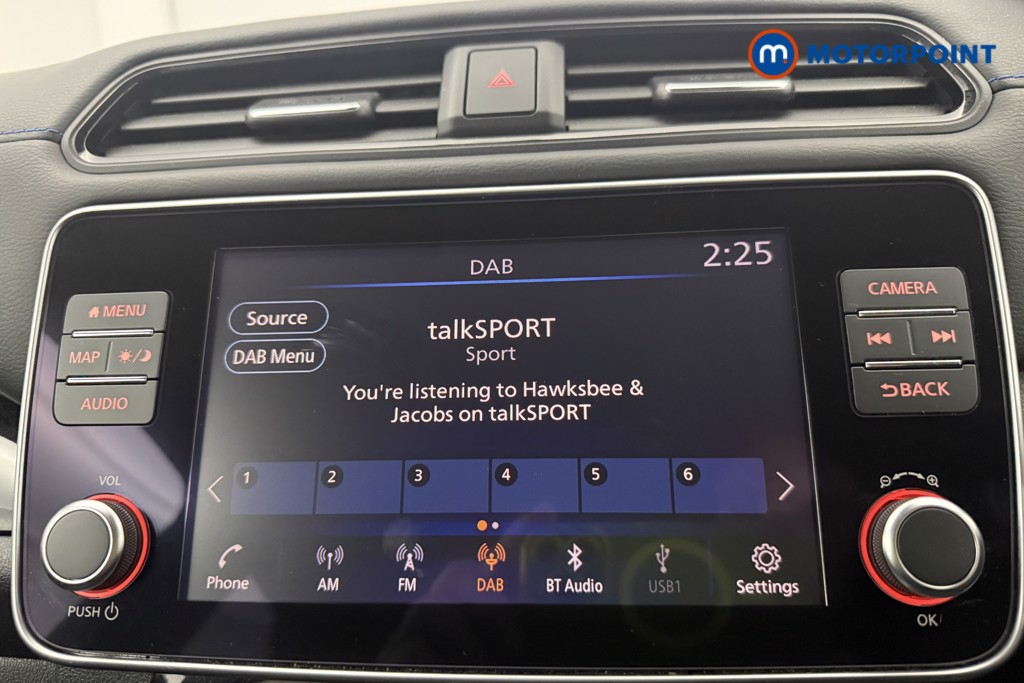 m. MOTORPOINT
MENU
MAP
AUDIO
VOL
PUSH
DAB
2:25
Source
DAB Menu
talkSPORT
Sport
You're listening to Hawksbee &
Jacobs on talkSPORT
1 2 3 4 5 6
Phone AM FM DAB BT Audio USB1 Settings
CAMERA
BACK
OK